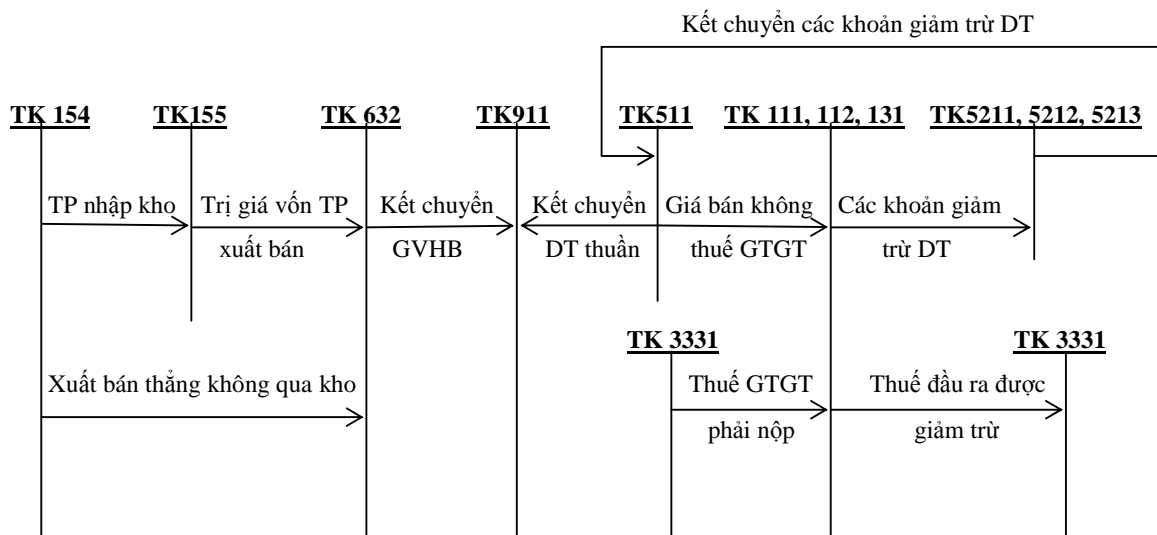 Kết chuyển các khoản giảm trừ DT
TK 154 TK155 TK 632 TK911 TK511 TK 111, 112, 131 TK5211, 5212, 5213
TP nhập kho Trị giá vốn TP Kết chuyển Kết chuyển Giá bán không Các khoản giảm
xuất bán GVHB DT thuần thuế GTGT trừ DT
TK 3331 TK 3331
Xuất bán thẳng không qua kho Thuế GTGT Thuế đầu ra được
phải nộp giảm trừ